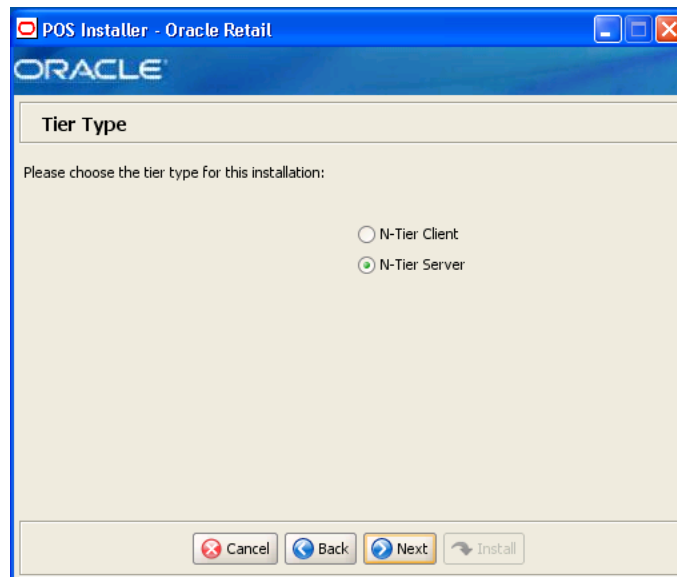 POS Installer - Oracle Retail
ORACLE
Tier Type
Please choose the tier type for this installation:
N-Tier Client
N-Tier Server
Cancel Back Next Install